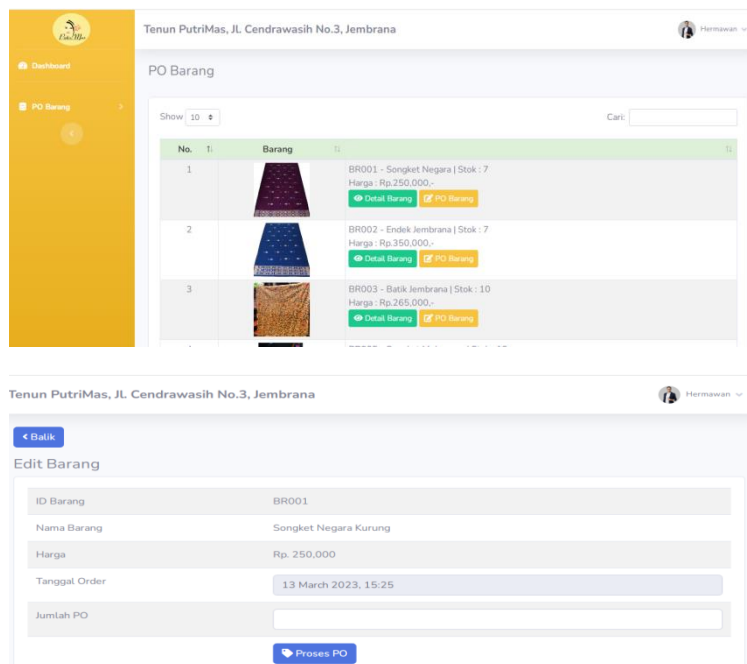 Tenun PutriMas, Jl. Cendrawasih No.3, Jembrana
Hermawan
Dashboard
PO Barang
PO Barang
Show 10
Cari:
No. Barang
1
BR001 - Songket Negara | Stok : 7
Harga : Rp.250,000,-
Detail Barang PO Barang
2
BR002 - Endek Jembrana | Stok : 7
Harga : Rp.350,000,-
Detail Barang PO Barang
3
BR003 - Batik Jembrana | Stok : 10
Harga : Rp.265,000,-
Detail Barang PO Barang
Tenun PutriMas, Jl. Cendrawasih No.3, Jembrana
Hermawan
< Balik
Edit Barang
ID Barang BR001
Nama Barang Songket Negara Kurung
Harga Rp. 250,000
Tanggal Order 13 March 2023, 15:25
Jumlah PO
Proses PO